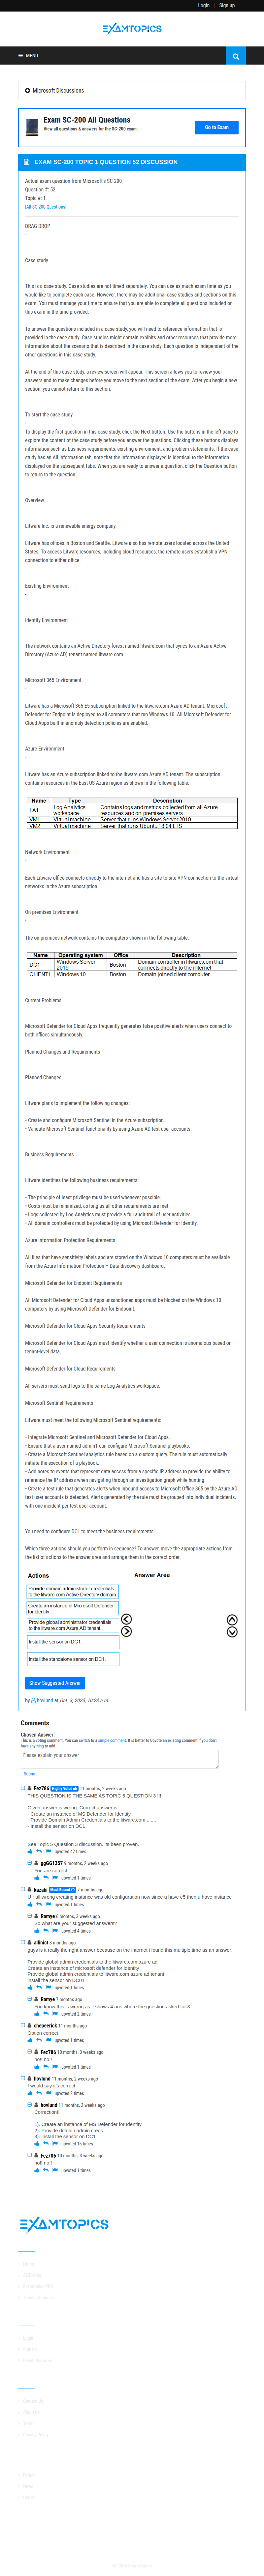 Login | Sign up
EXAMTOPICS
MENU
Microsoft Discussions
Exam SC-200 All Questions
View all questions & answers for the SC-200 exam
Go to Exam
EXAM SC-200 TOPIC 1 QUESTION 52 DISCUSSION
Actual exam question from Microsoft's SC-200
Question #: 52
Topic #: 1
[All SC-200 Questions]
DRAG DROP
-
Case study
-
This is a case study. Case studies are not timed separately. You can use as much exam time as you
would like to complete each case. However, there may be additional case studies and sections on this
exam. You must manage your time to ensure that you are able to complete all questions included on
this exam in the time provided.
To answer the questions included in a case study, you will need to reference information that is
provided in the case study. Case studies might contain exhibits and other resources that provide more
information about the scenario that is described in the case study. Each question is independent of the
other questions in this case study.
At the end of this case study, a review screen will appear. This screen allows you to review your
answers and to make changes before you move to the next section of the exam. After you begin a new
section, you cannot return to this section.
To start the case study
-
To display the first question in this case study, click the Next button. Use the buttons in the left pane to
explore the content of the case study before you answer the questions. Clicking these buttons displays
information such as business requirements, existing environment, and problem statements. If the case
study has an All Information tab, note that the information displayed is identical to the information
displayed on the subsequent tabs. When you are ready to answer a question, click the Question button
to return to the question.
Overview
-
Litware Inc. is a renewable energy company.
Litware has offices in Boston and Seattle. Litware also has remote users located across the United
States. To access Litware resources, including cloud resources, the remote users establish a VPN
connection to either office.
Existing Environment
-
Identity Environment
-
The network contains an Active Directory forest named litware.com that syncs to an Azure Active
Directory (Azure AD) tenant named litware.com.
Microsoft 365 Environment
-
Litware has a Microsoft 365 E5 subscription linked to the litware.com Azure AD tenant. Microsoft
Defender for Endpoint is deployed to all computers that run Windows 10. All Microsoft Defender for
Cloud Apps built-in anomaly detection policies are enabled.
Azure Environment
-
Litware has an Azure subscription linked to the litware.com Azure AD tenant. The subscription
contains resources in the East US Azure region as shown in the following table.
Name Type Description
LA1 Log Analytics workspace Contains logs and metrics collected from all Azure resources and on-premises servers
VM1 Virtual machine Server that runs Windows Server 2019
VM2 Virtual machine Server that runs Ubuntu 18.04 LTS
Network Environment
-
Each Litware office connects directly to the internet and has a site-to-site VPN connection to the virtual
networks in the Azure subscription.
On-premises Environment
-
The on-premises network contains the computers shown in the following table.
Name Operating system Office Description
DC1 Windows Server 2019 Boston Domain controller in litware.com that connects directly to the internet
CLIENT1 Windows 10 Boston Domain-joined client computer
Current Problems
-
Microsoft Defender for Cloud Apps frequently generates false positive alerts when users connect to
both offices simultaneously.
Planned Changes and Requirements
Planned Changes
-
Litware plans to implement the following changes:
• Create and configure Microsoft Sentinel in the Azure subscription.
• Validate Microsoft Sentinel functionality by using Azure AD test user accounts.
Business Requirements
-
Litware identifies the following business requirements:
• The principle of least privilege must be used whenever possible.
• Costs must be minimized, as long as all other requirements are met.
• Logs collected by Log Analytics must provide a full audit trail of user activities.
• All domain controllers must be protected by using Microsoft Defender for Identity.
Azure Information Protection Requirements
All files that have sensitivity labels and are stored on the Windows 10 computers must be available
from the Azure Information Protection – Data discovery dashboard.
Microsoft Defender for Endpoint Requirements
All Microsoft Defender for Cloud Apps unsanctioned apps must be blocked on the Windows 10
computers by using Microsoft Defender for Endpoint.
Microsoft Defender for Cloud Apps Security Requirements
Microsoft Defender for Cloud Apps must identify whether a user connection is anomalous based on
tenant-level data.
Microsoft Defender for Cloud Requirements
All servers must send logs to the same Log Analytics workspace.
Microsoft Sentinel Requirements
Litware must meet the following Microsoft Sentinel requirements:
• Integrate Microsoft Sentinel and Microsoft Defender for Cloud Apps.
• Ensure that a user named admin1 can configure Microsoft Sentinel playbooks.
• Create a Microsoft Sentinel analytics rule based on a custom query. The rule must automatically
initiate the execution of a playbook.
• Add notes to events that represent data access from a specific IP address to provide the ability to
reference the IP address when navigating through an investigation graph while hunting.
• Create a test rule that generates alerts when inbound access to Microsoft Office 365 by the Azure AD
test user accounts is detected. Alerts generated by the rule must be grouped into individual incidents,
with one incident per test user account.
You need to configure DC1 to meet the business requirements.
Which three actions should you perform in sequence? To answer, move the appropriate actions from
the list of actions to the answer area and arrange them in the correct order.
Actions Answer Area
Provide domain administrator credentials
to the litware.com Active Directory domain.
Create an instance of Microsoft Defender
for Identity.
Provide global administrator credentials
to the litware.com Azure AD tenant.
Install the sensor on DC1.
Install the standalone sensor on DC1.
Show Suggested Answer
by hovlund at Oct. 3, 2023, 10:23 a.m.
Comments
Chosen Answer:
This is a voting comment. You can switch to a simple comment. It is better to Upvote an existing comment if you don't
have anything to add.
Please explain your answer
Submit
Fez786 Highly Voted 11 months, 2 weeks ago
THIS QUESTION IS THE SAME AS TOPIC 5 QUESTION 3 !!!
Given answer is wrong. Correct answer is:
- Create an instance of MS Defender for Identity
- Provide Domain Admin Credentials to the litware.com........
- Install the sensor on DC1
See Topic 5 Question 3 discussion. its been proven.
upvoted 42 times
ggGG1357 9 months, 2 weeks ago
You are correct
upvoted 1 times
kazaki Most Recent 7 months ago
U r all wrong creating instance was old configuration now since u have e5 then u have instance
upvoted 1 times
Ramye 6 months, 3 weeks ago
So what are your suggested answers?
upvoted 4 times
allinict 8 months ago
guys is it really the right answer because on the internet i found this multiple time as an answer:
Provide global admin credentials to the litware.com azure ad
Create an instance of microsoft defender for identity
Provide global admin credentials to litware.com azure ad tenant
install the sensor on DC01
upvoted 1 times
Ramye 7 months ago
You know this is wrong as it shows 4 ans where the question asked for 3.
upvoted 2 times
chepeerick 11 months ago
Option correct
upvoted 1 times
Fez786 10 months, 3 weeks ago
no!! no!!
upvoted 1 times
hovlund 11 months, 2 weeks ago
I would say it's correct
upvoted 2 times
hovlund 11 months, 2 weeks ago
Correction!!
1). Create an instance of MS Defender for Identity
2). Provide domain admin creds
3). install the sensor on DC1
upvoted 15 times
Fez786 10 months, 3 weeks ago
no!! no!!
upvoted 1 times
EXAMTOPICS